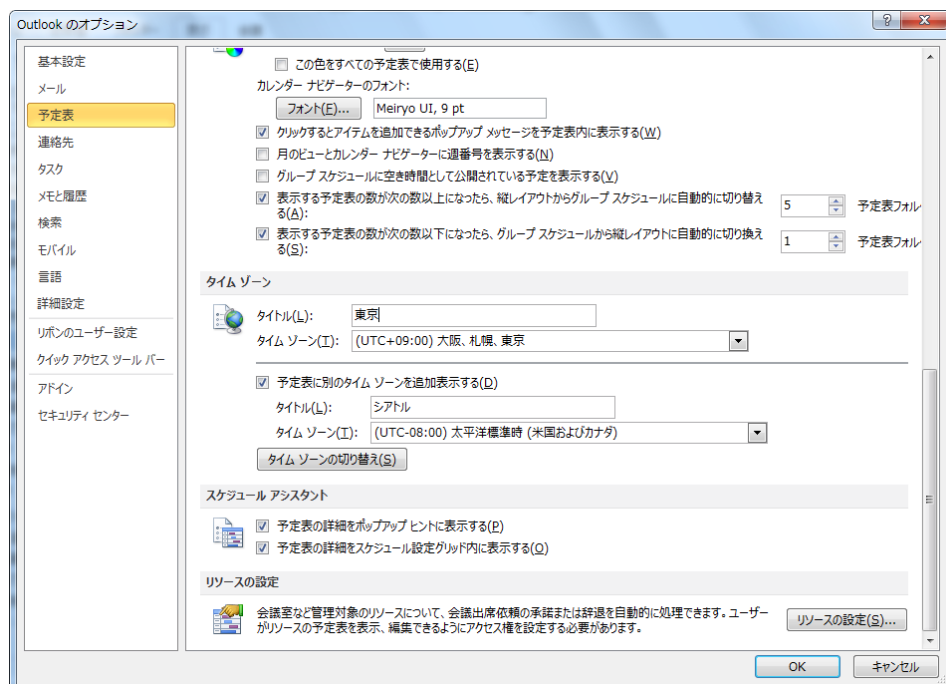 Outlook のオプション
基本設定
メール
予定表
連絡先
タスク
メモと履歴
検索
モバイル
言語
詳細設定
リボンのユーザー設定
クイック アクセス ツール バー
アドイン
セキュリティ センター
この色をすべての予定表で使用する(E)
カレンダー ナビゲーターのフォント:
フォント(F)... Meiryo UI, 9 pt
クリックするとアイテムを追加できるポップアップ メッセージを予定表内に表示する(W)
月のビューとカレンダー ナビゲーターに週番号を表示する(N)
グループ スケジュールに空き時間として公開されている予定を表示する(V)
表示する予定表の数が次の数以上になったら、縦レイアウトからグループ スケジュールに自動的に切り替え
る(A): 5 予定表フォル
表示する予定表の数が次の数以下になったら、グループ スケジュールから縦レイアウトに自動的に切り換え
る(S): 1 予定表フォル
タイム ゾーン
タイトル(L): 東京
タイム ゾーン(T): (UTC+09:00) 大阪、札幌、東京
予定表に別のタイム ゾーンを追加表示する(D)
タイトル(L): シアトル
タイム ゾーン(I): (UTC-08:00) 太平洋標準時 (米国およびカナダ)
タイム ゾーンの切り替え(S)
スケジュール アシスタント
予定表の詳細をポップアップ ヒントに表示する(P)
予定表の詳細をスケジュール設定グリッド内に表示する(O)
リソースの設定
会議室など管理対象のリソースについて、会議出席依頼の承諾または辞退を自動的に処理できます。ユーザー
がリソースの予定表を表示、編集できるようにアクセス権を設定する必要があります。
リソースの設定(S)...
OK キャンセル